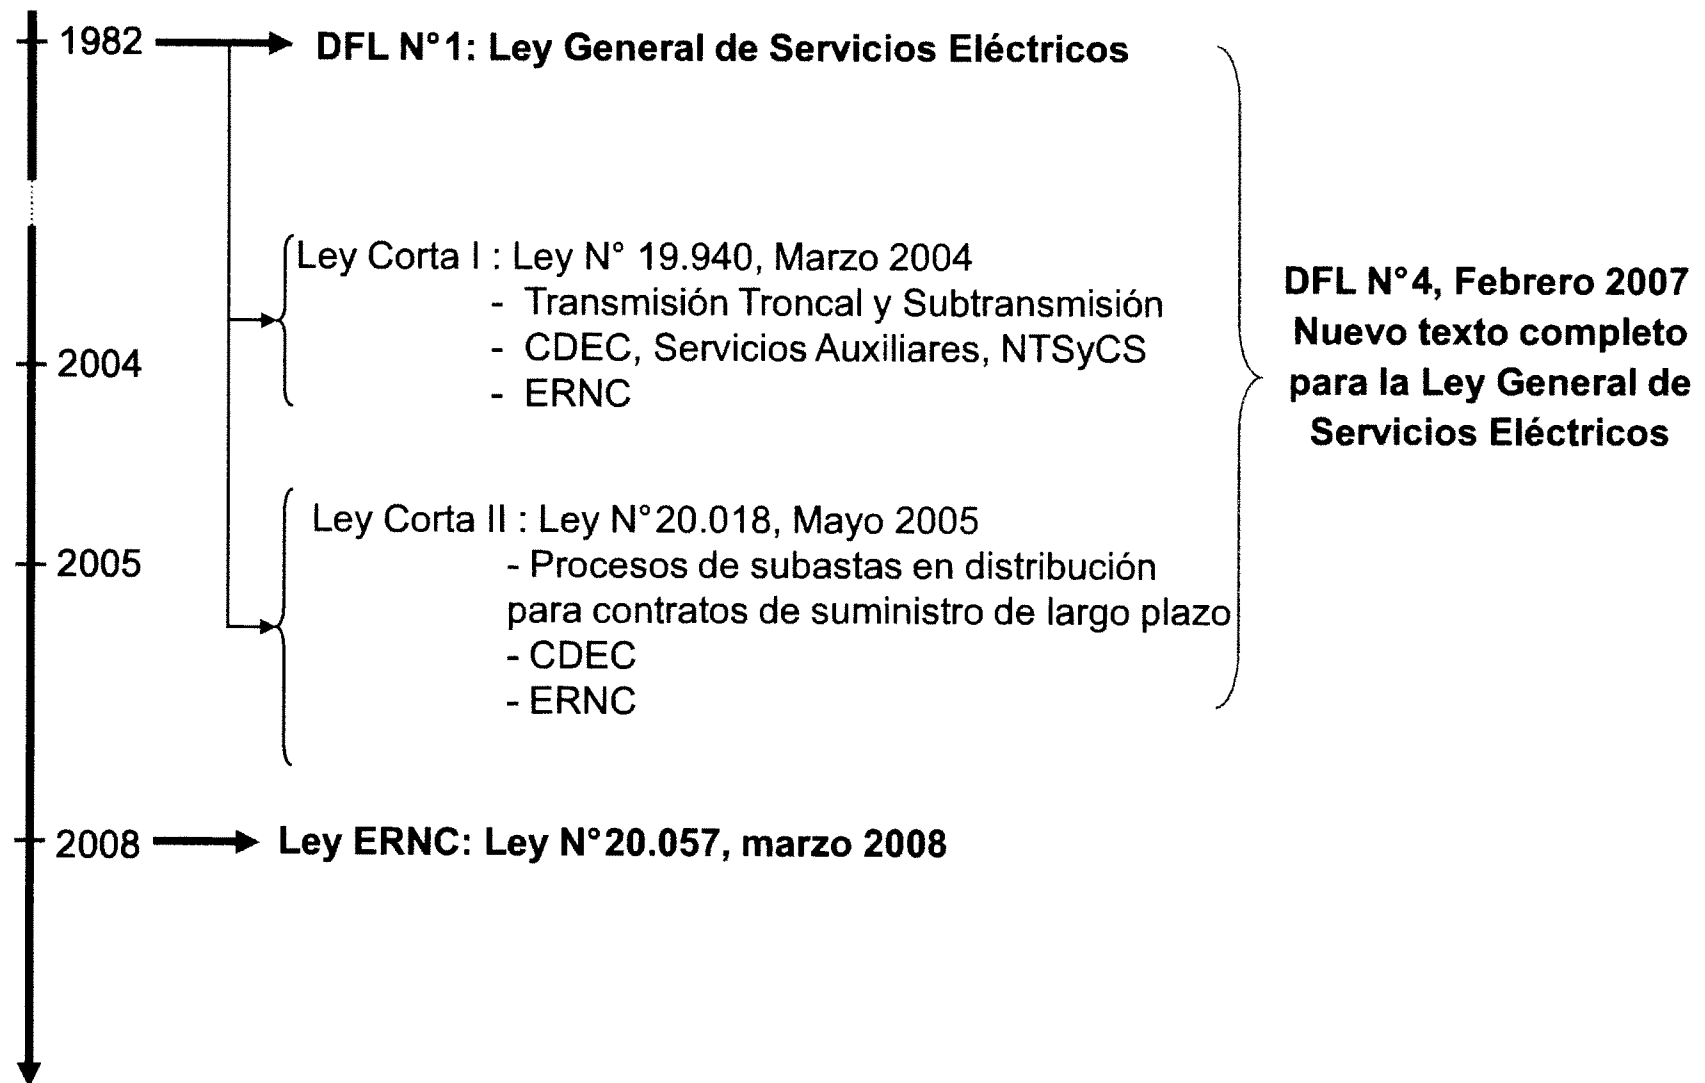 1982
DFL N°1: Ley General de Servicios Eléctricos
Ley Corta I : Ley N° 19.940, Marzo 2004
- Transmisión Troncal y Subtransmisión
- CDEC, Servicios Auxiliares, NTSyCS
- ERNC
2004
DFL N°4, Febrero 2007
Nuevo texto completo
para la Ley General de
Servicios Eléctricos
Ley Corta II : Ley N°20.018, Mayo 2005
- Procesos de subastas en distribución
para contratos de suministro de largo plazo
- CDEC
- ERNC
2005
2008
Ley ERNC: Ley N°20.057, marzo 2008